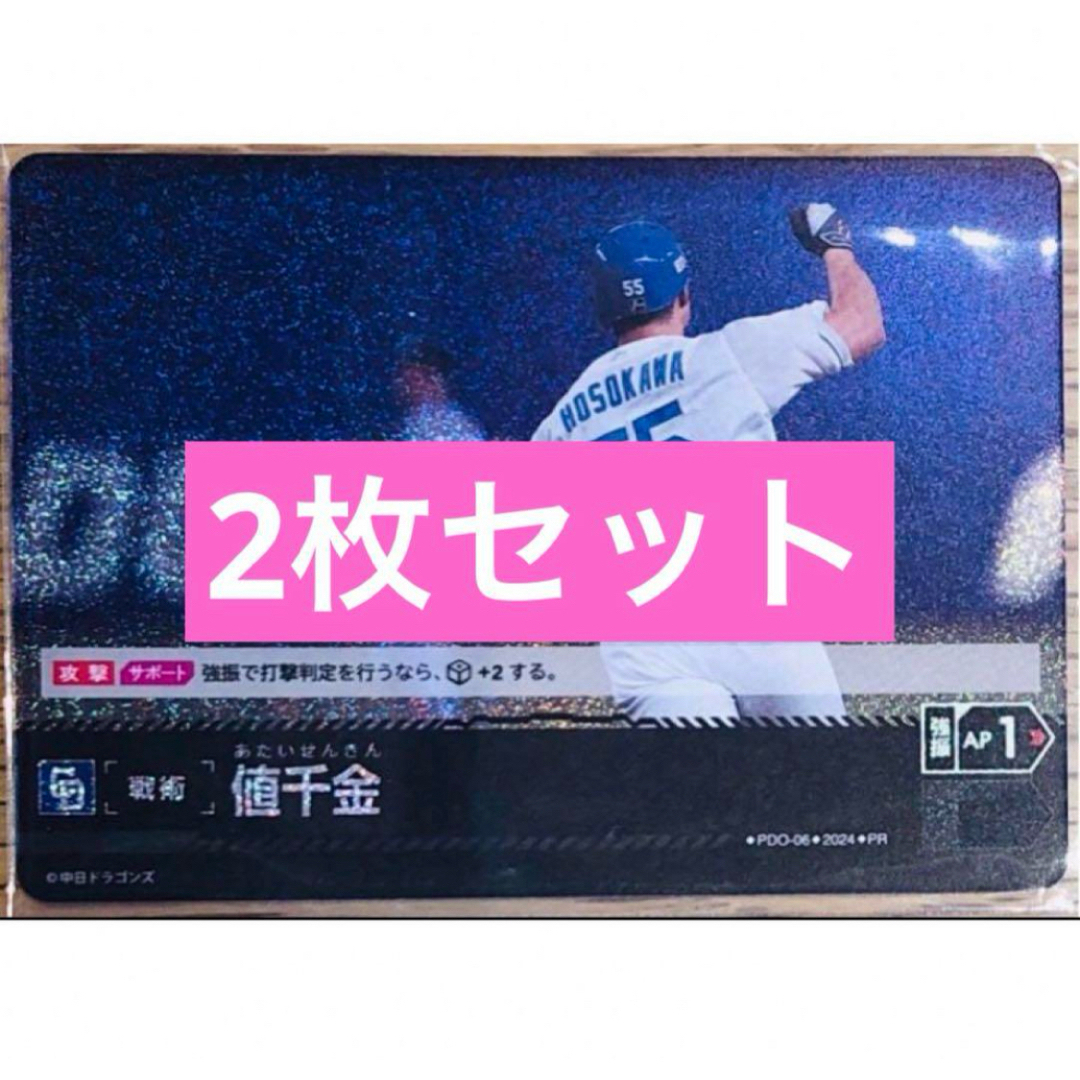 55
HOSOKAWA
55
2枚セット
攻撃 サポート 強振で打撃判定を行うなら、+2する。
強振 AP 1
あたいせんきん
戦術 値千金
◆PDO-06◆2024◆PR
©中日ドラゴンズ